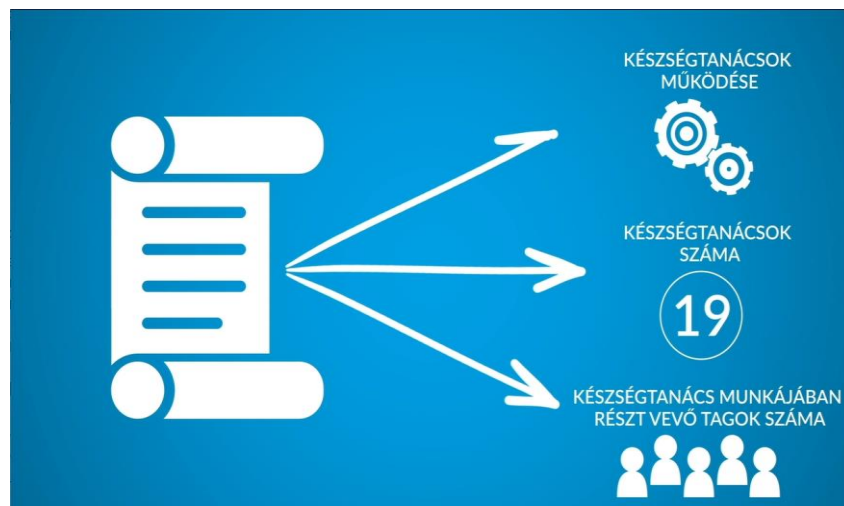 KÉSZSÉGTANÁCSOK
MŰKÖDÉSE
KÉSZSÉGTANÁCSOK
SZÁMA
19
KÉSZSÉGTANÁCS MUNKÁJÁBAN
RÉSZT VEVŐ TAGOK SZÁMA